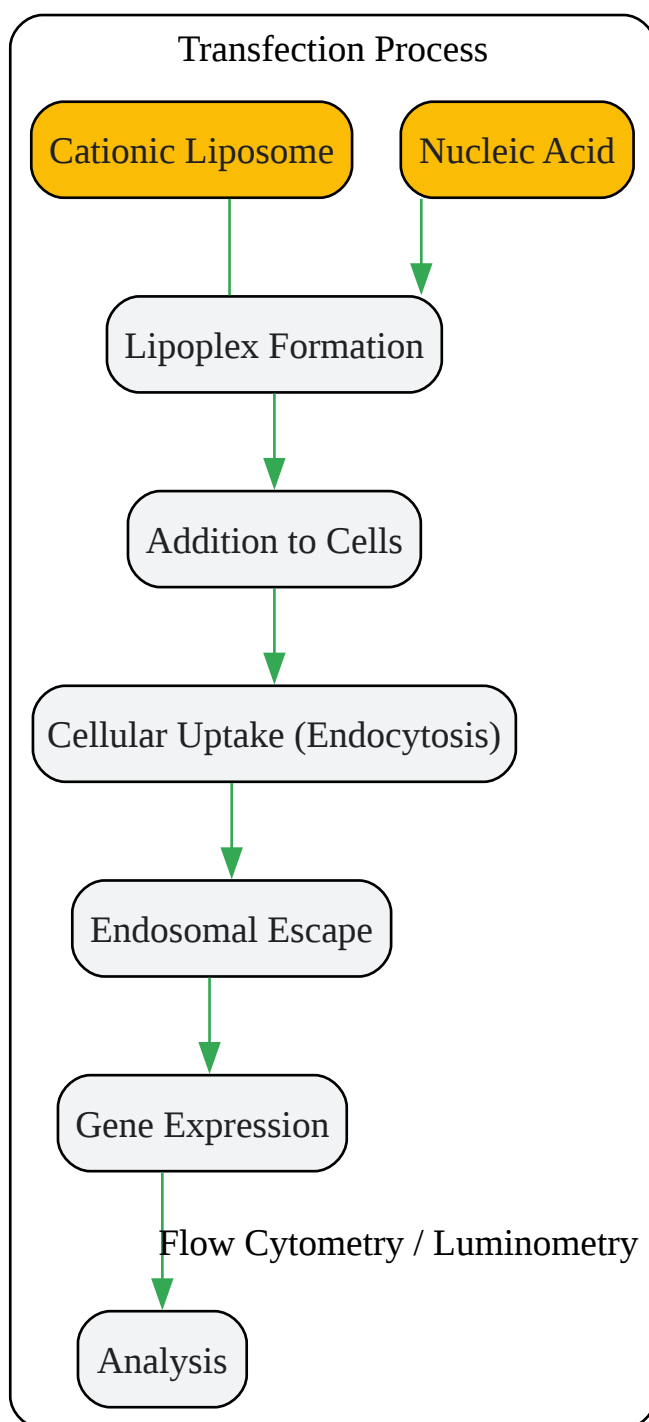 Transfection Process
Cationic Liposome
Nucleic Acid
Lipoplex Formation
Addition to Cells
Cellular Uptake (Endocytosis)
Endosomal Escape
Gene Expression
Flow Cytometry / Luminometry
Analysis